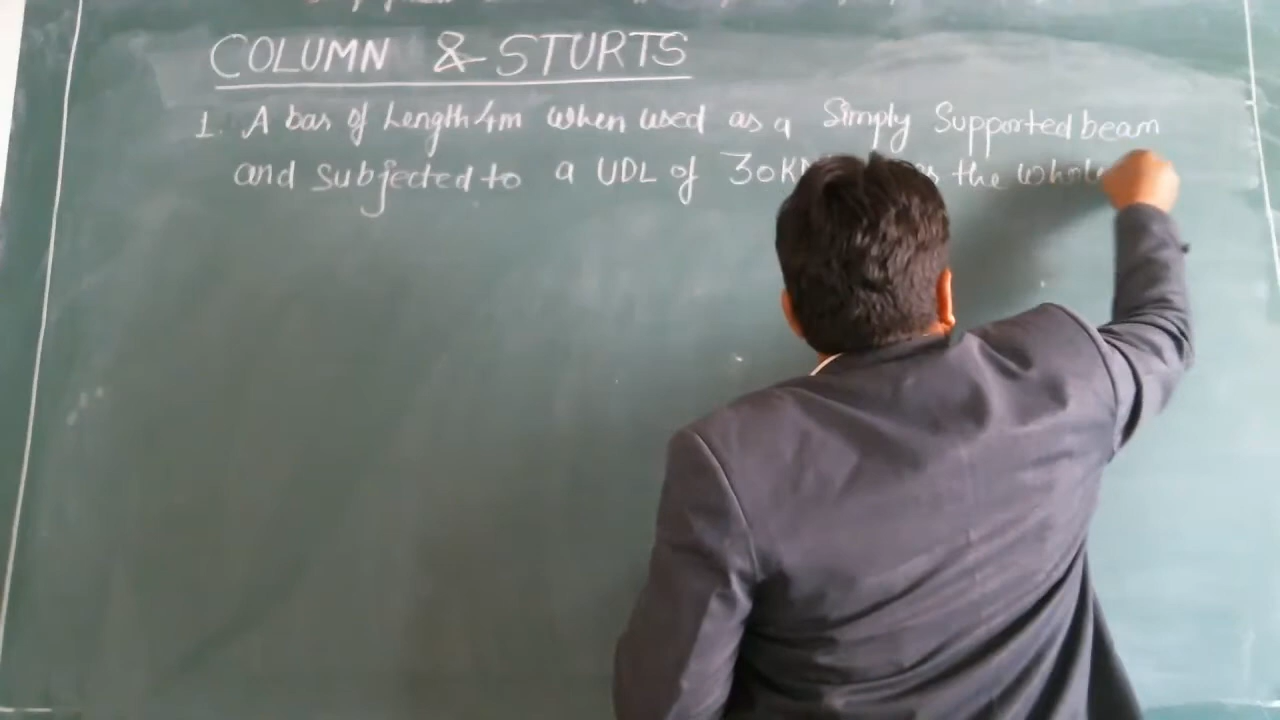 COLUMN & STURTS
1. A bar of Length 4m when used as a Simply Supported beam
and subjected to a UDL of 30K the whole